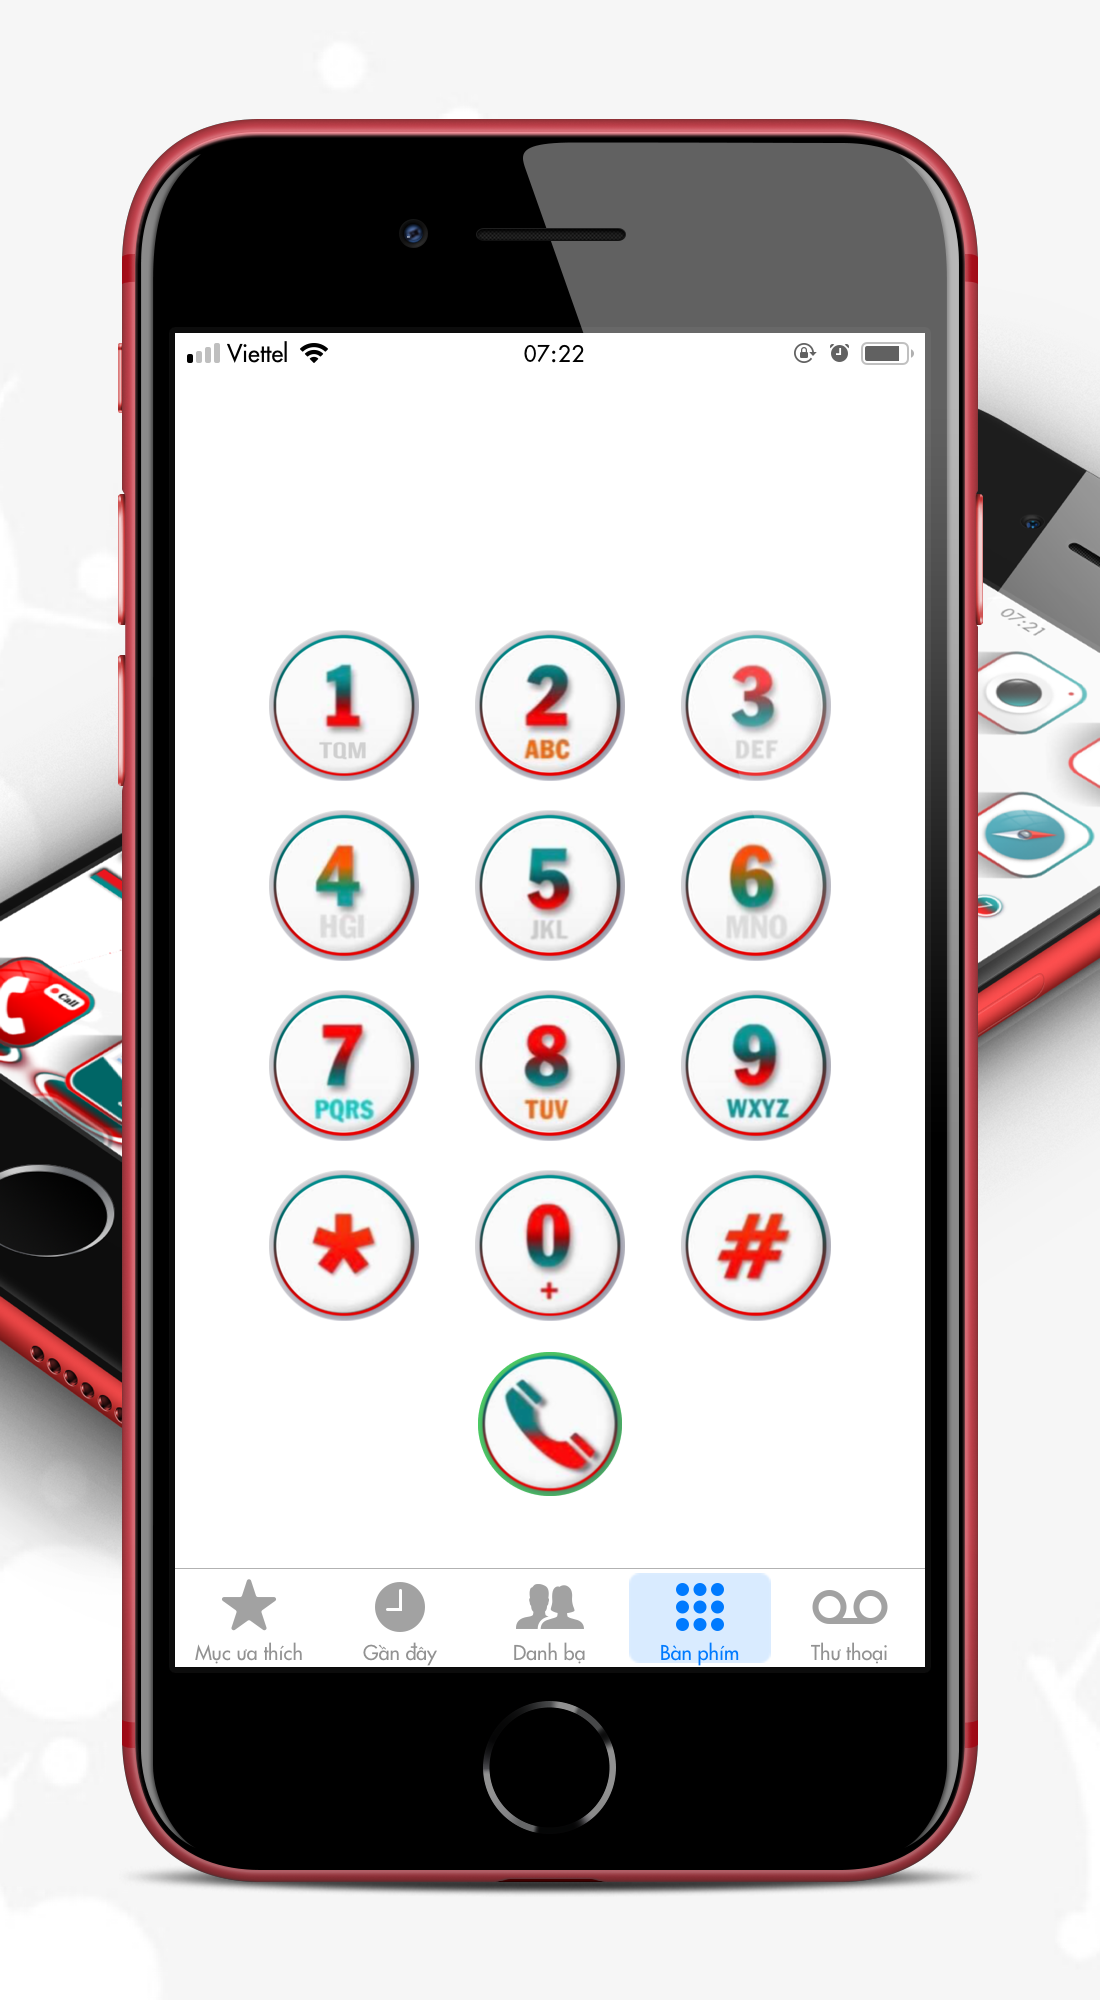 Viettel 07:22
1 2 3
TQM ABC DEF
4 5 6
HGI JKL MNO
7 8 9
PQRS TUV WXYZ
* 0 #
+
Mục ưa thích Gần đây Danh bạ Bàn phím Thư thoại
07:21
Call